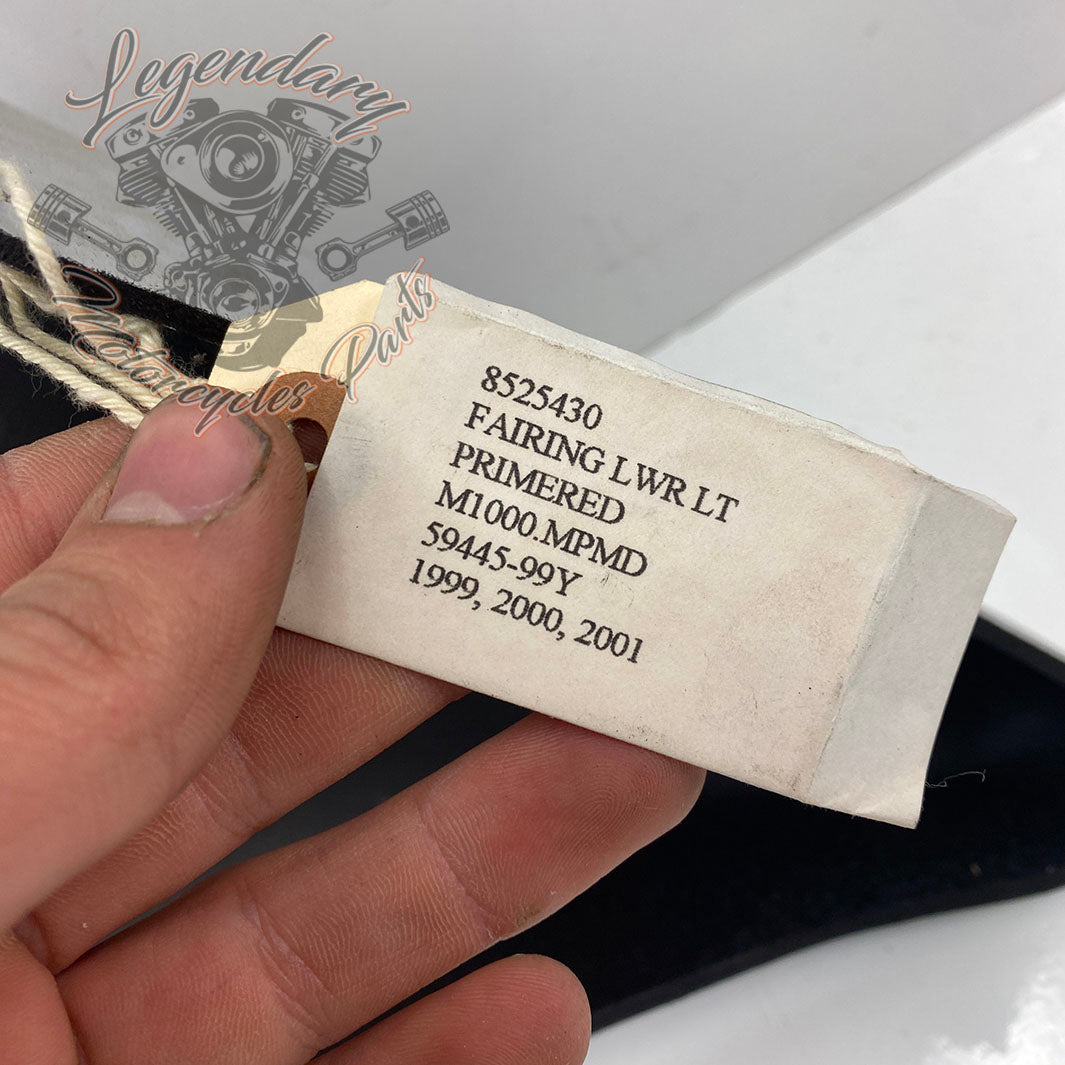 Legendary
Motorcycles Parts
8525430
FAIRING LWR LT
PRIMERED
M1000.MPMD
59445-99Y
1999, 2000, 2001